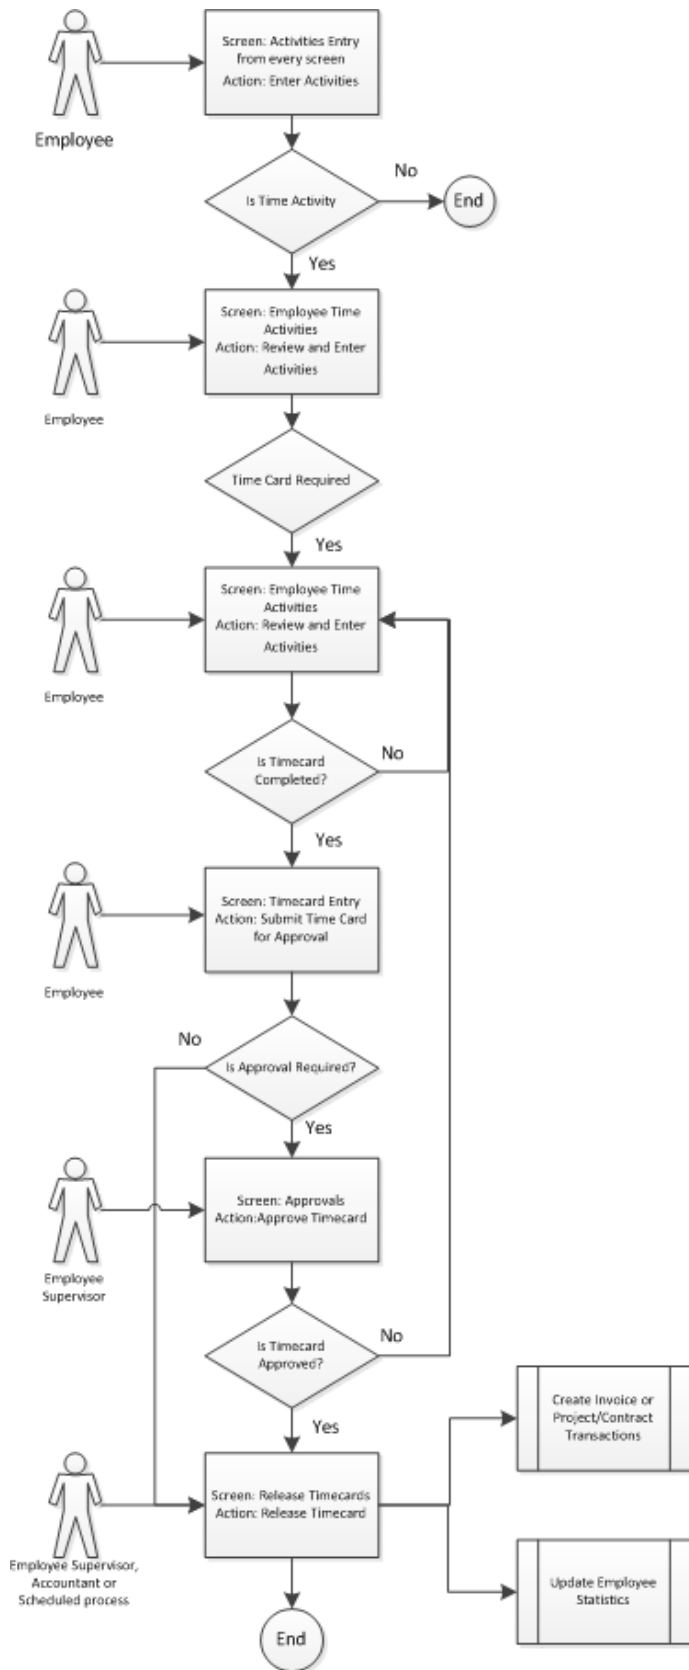 Screen: Activities Entry
from every screen
Action: Enter Activities
Employee
Is Time Activity
No
End
Yes
Screen: Employee Time
Activities
Action: Review and Enter
Activities
Employee
Time Card Required
Yes
Screen: Employee Time
Activities
Action: Review and Enter
Activities
Employee
Is Timecard
Completed?
No
Yes
Screen: Timecard Entry
Action: Submit Time Card
for Approval
Employee
No
Is Approval Required?
Yes
Screen: Approvals
Action:Approve Timecard
Employee
Supervisor
Is Timecard
Approved?
No
Yes
Create Invoice or
Project/Contract
Transactions
Screen: Release Timecards
Action: Release Timecard
Employee Supervisor,
Accountant or
Scheduled process
Update Employee
Statistics
End